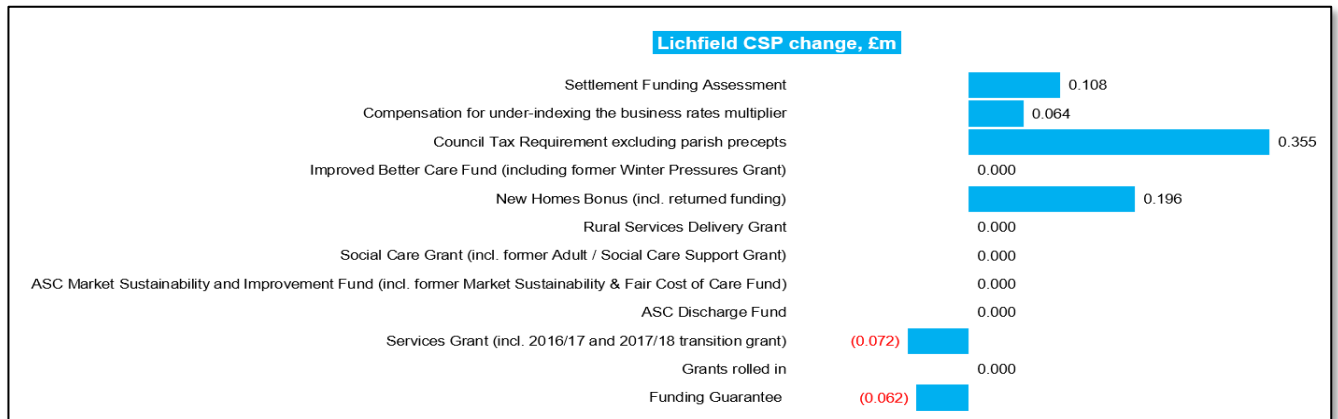 Lichfield CSP change, £m
Settlement Funding Assessment 0.108
Compensation for under-indexing the business rates multiplier 0.064
Council Tax Requirement excluding parish precepts 0.355
Improved Better Care Fund (including former Winter Pressures Grant) 0.000
New Homes Bonus (incl. returned funding) 0.196
Rural Services Delivery Grant 0.000
Social Care Grant (incl. former Adult / Social Care Support Grant) 0.000
ASC Market Sustainability and Improvement Fund (incl. former Market Sustainability & Fair Cost of Care Fund) 0.000
ASC Discharge Fund 0.000
Services Grant (incl. 2016/17 and 2017/18 transition grant) (0.072)
Grants rolled in 0.000
Funding Guarantee (0.062)